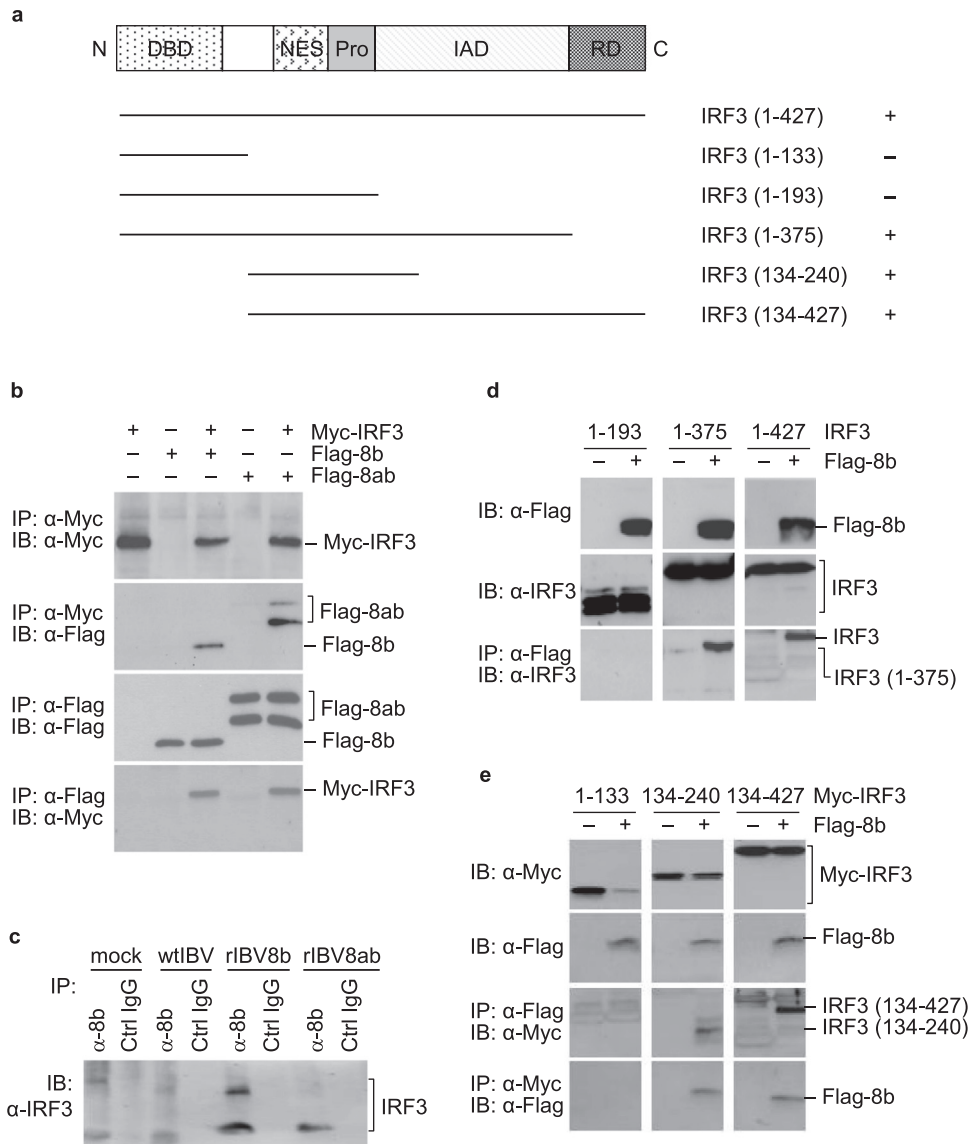 a
N DBD NES Pro IAD RD C
IRF3 (1-427) +
IRF3 (1-133) –
IRF3 (1-193) –
IRF3 (1-375) +
IRF3 (134-240) +
IRF3 (134-427) +
b
+ – + – + Myc-IRF3
– + + – – Flag-8b
– – – + + Flag-8ab
IP: α-Myc
IB: α-Myc
Myc-IRF3
IP: α-Myc
IB: α-Flag
Flag-8ab
Flag-8b
IP: α-Flag
IB: α-Flag
Flag-8ab
Flag-8b
IP: α-Flag
IB: α-Myc
Myc-IRF3
c
mock wtIBV rIBV8b rIBV8ab
IP:
α-8b Ctrl IgG α-8b Ctrl IgG α-8b Ctrl IgG α-8b Ctrl IgG
IB:
α-IRF3
IRF3
d
1-193 1-375 1-427 IRF3
– + – + – + Flag-8b
IB: α-Flag
Flag-8b
IB: α-IRF3
IRF3
IP: α-Flag
IB: α-IRF3
IRF3
IRF3 (1-375)
e
1-133 134-240 134-427 Myc-IRF3
– + – + – + Flag-8b
IB: α-Myc
Myc-IRF3
IB: α-Flag
Flag-8b
IP: α-Flag
IB: α-Myc
IRF3 (134-427)
IRF3 (134-240)
IP: α-Myc
IB: α-Flag
Flag-8b